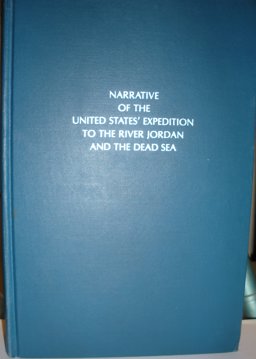 NARRATIVE
OF THE
UNITED STATES' EXPEDITION
TO THE RIVER JORDAN
AND THE DEAD SEA